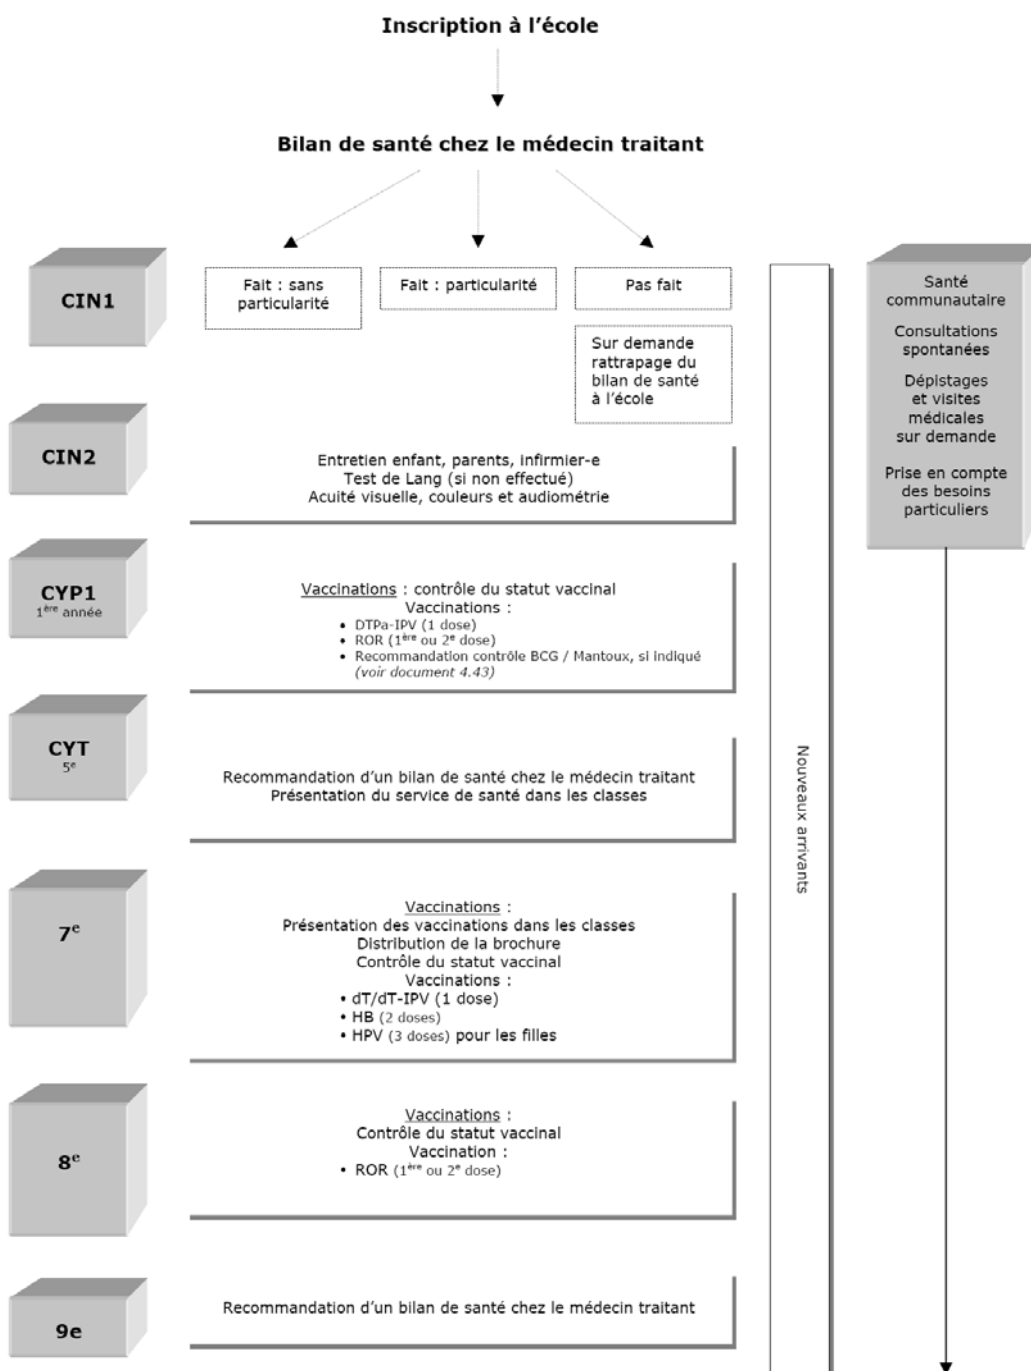 Inscription à l’école
Bilan de santé chez le médecin traitant
CIN1
Fait : sans
particularité
Fait : particularité
Pas fait
Sur demande
rattrapage du
bilan de santé
à l’école
Santé
communautaire
Consultations
spontanées
Dépistages
et visites
médicales
sur demande
Prise en compte
des besoins
particuliers
Nouveaux arrivants
CIN2
Entretien enfant, parents, infirmier-e
Test de Lang (si non effectué)
Acuité visuelle, couleurs et audiométrie
CYP1
1ère année
Vaccinations : contrôle du statut vaccinal
Vaccinations :
• DTPa-IPV (1 dose)
• ROR (1ère ou 2e dose)
• Recommandation contrôle BCG / Mantoux, si indiqué
(voir document 4.43)
CYT
5e
Recommandation d’un bilan de santé chez le médecin traitant
Présentation du service de santé dans les classes
7e
Vaccinations :
Présentation des vaccinations dans les classes
Distribution de la brochure
Contrôle du statut vaccinal
Vaccinations :
• dT/dT-IPV (1 dose)
• HB (2 doses)
• HPV (3 doses) pour les filles
8e
Vaccinations :
Contrôle du statut vaccinal
Vaccination :
• ROR (1ère ou 2e dose)
9e
Recommandation d’un bilan de santé chez le médecin traitant